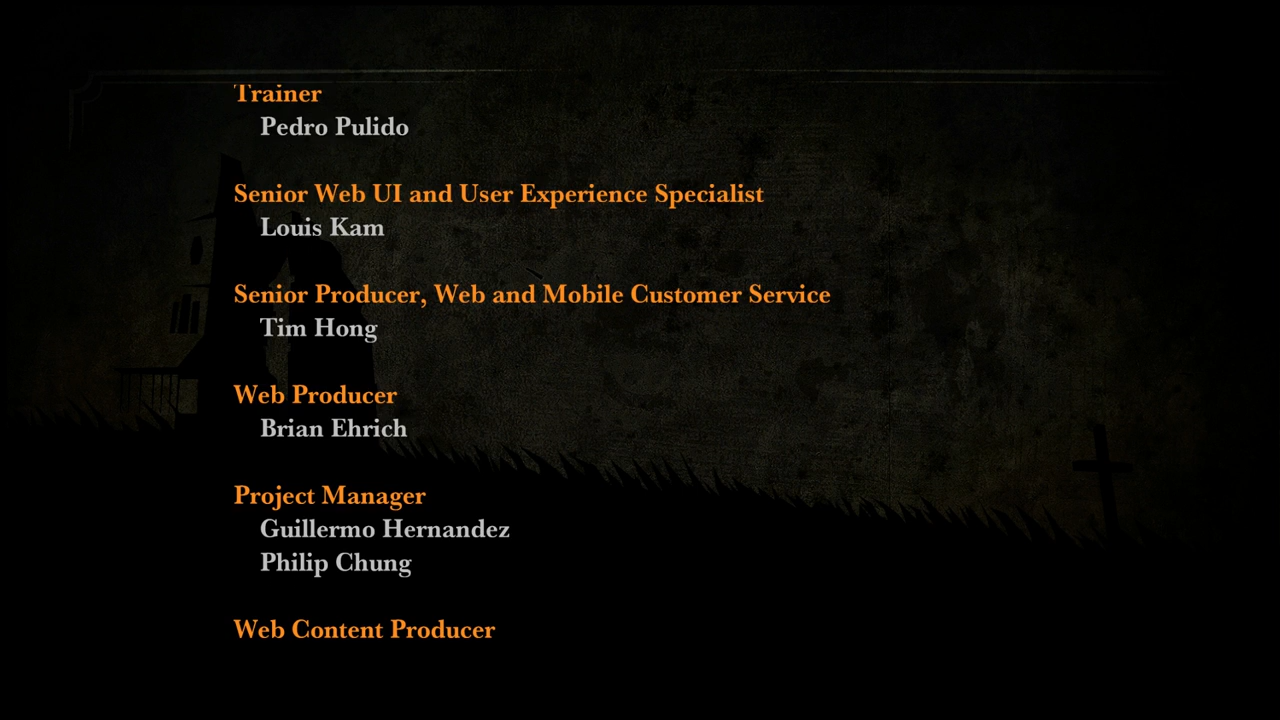 Trainer
Pedro Pulido
Senior Web UI and User Experience Specialist
Louis Kam
Senior Producer, Web and Mobile Customer Service
Tim Hong
Web Producer
Brian Ehrich
Project Manager
Guillermo Hernandez
Philip Chung
Web Content Producer